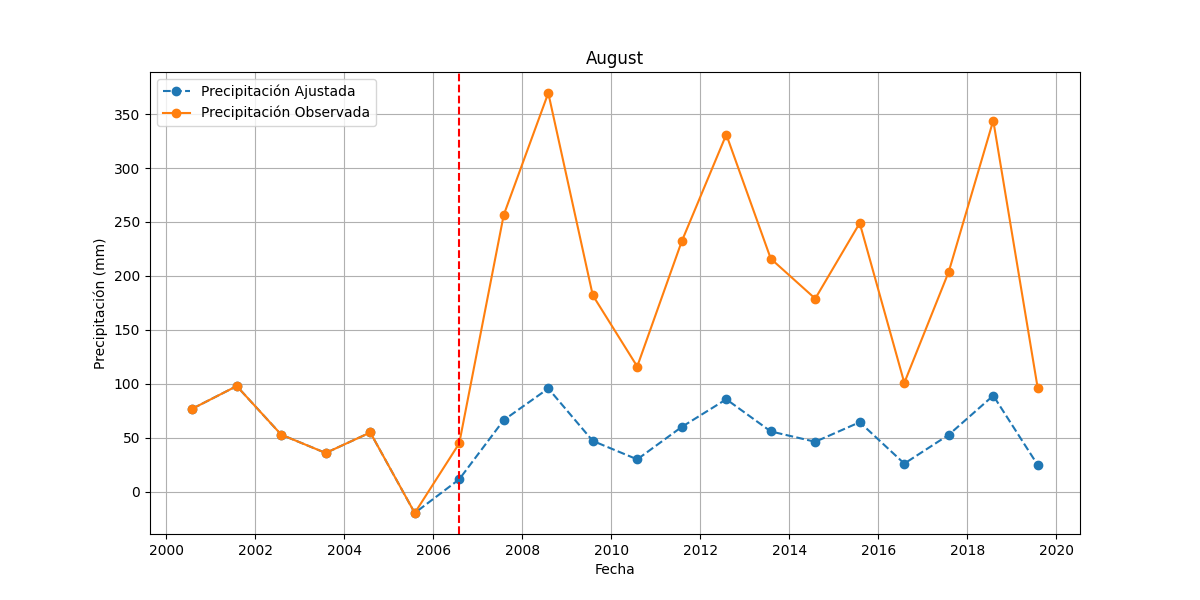 August
Precipitación Ajustada
Precipitación Observada
Precipitación (mm)
350
300
250
200
150
100
50
0
2000 2002 2004 2006 2008 2010 2012 2014 2016 2018 2020
Fecha